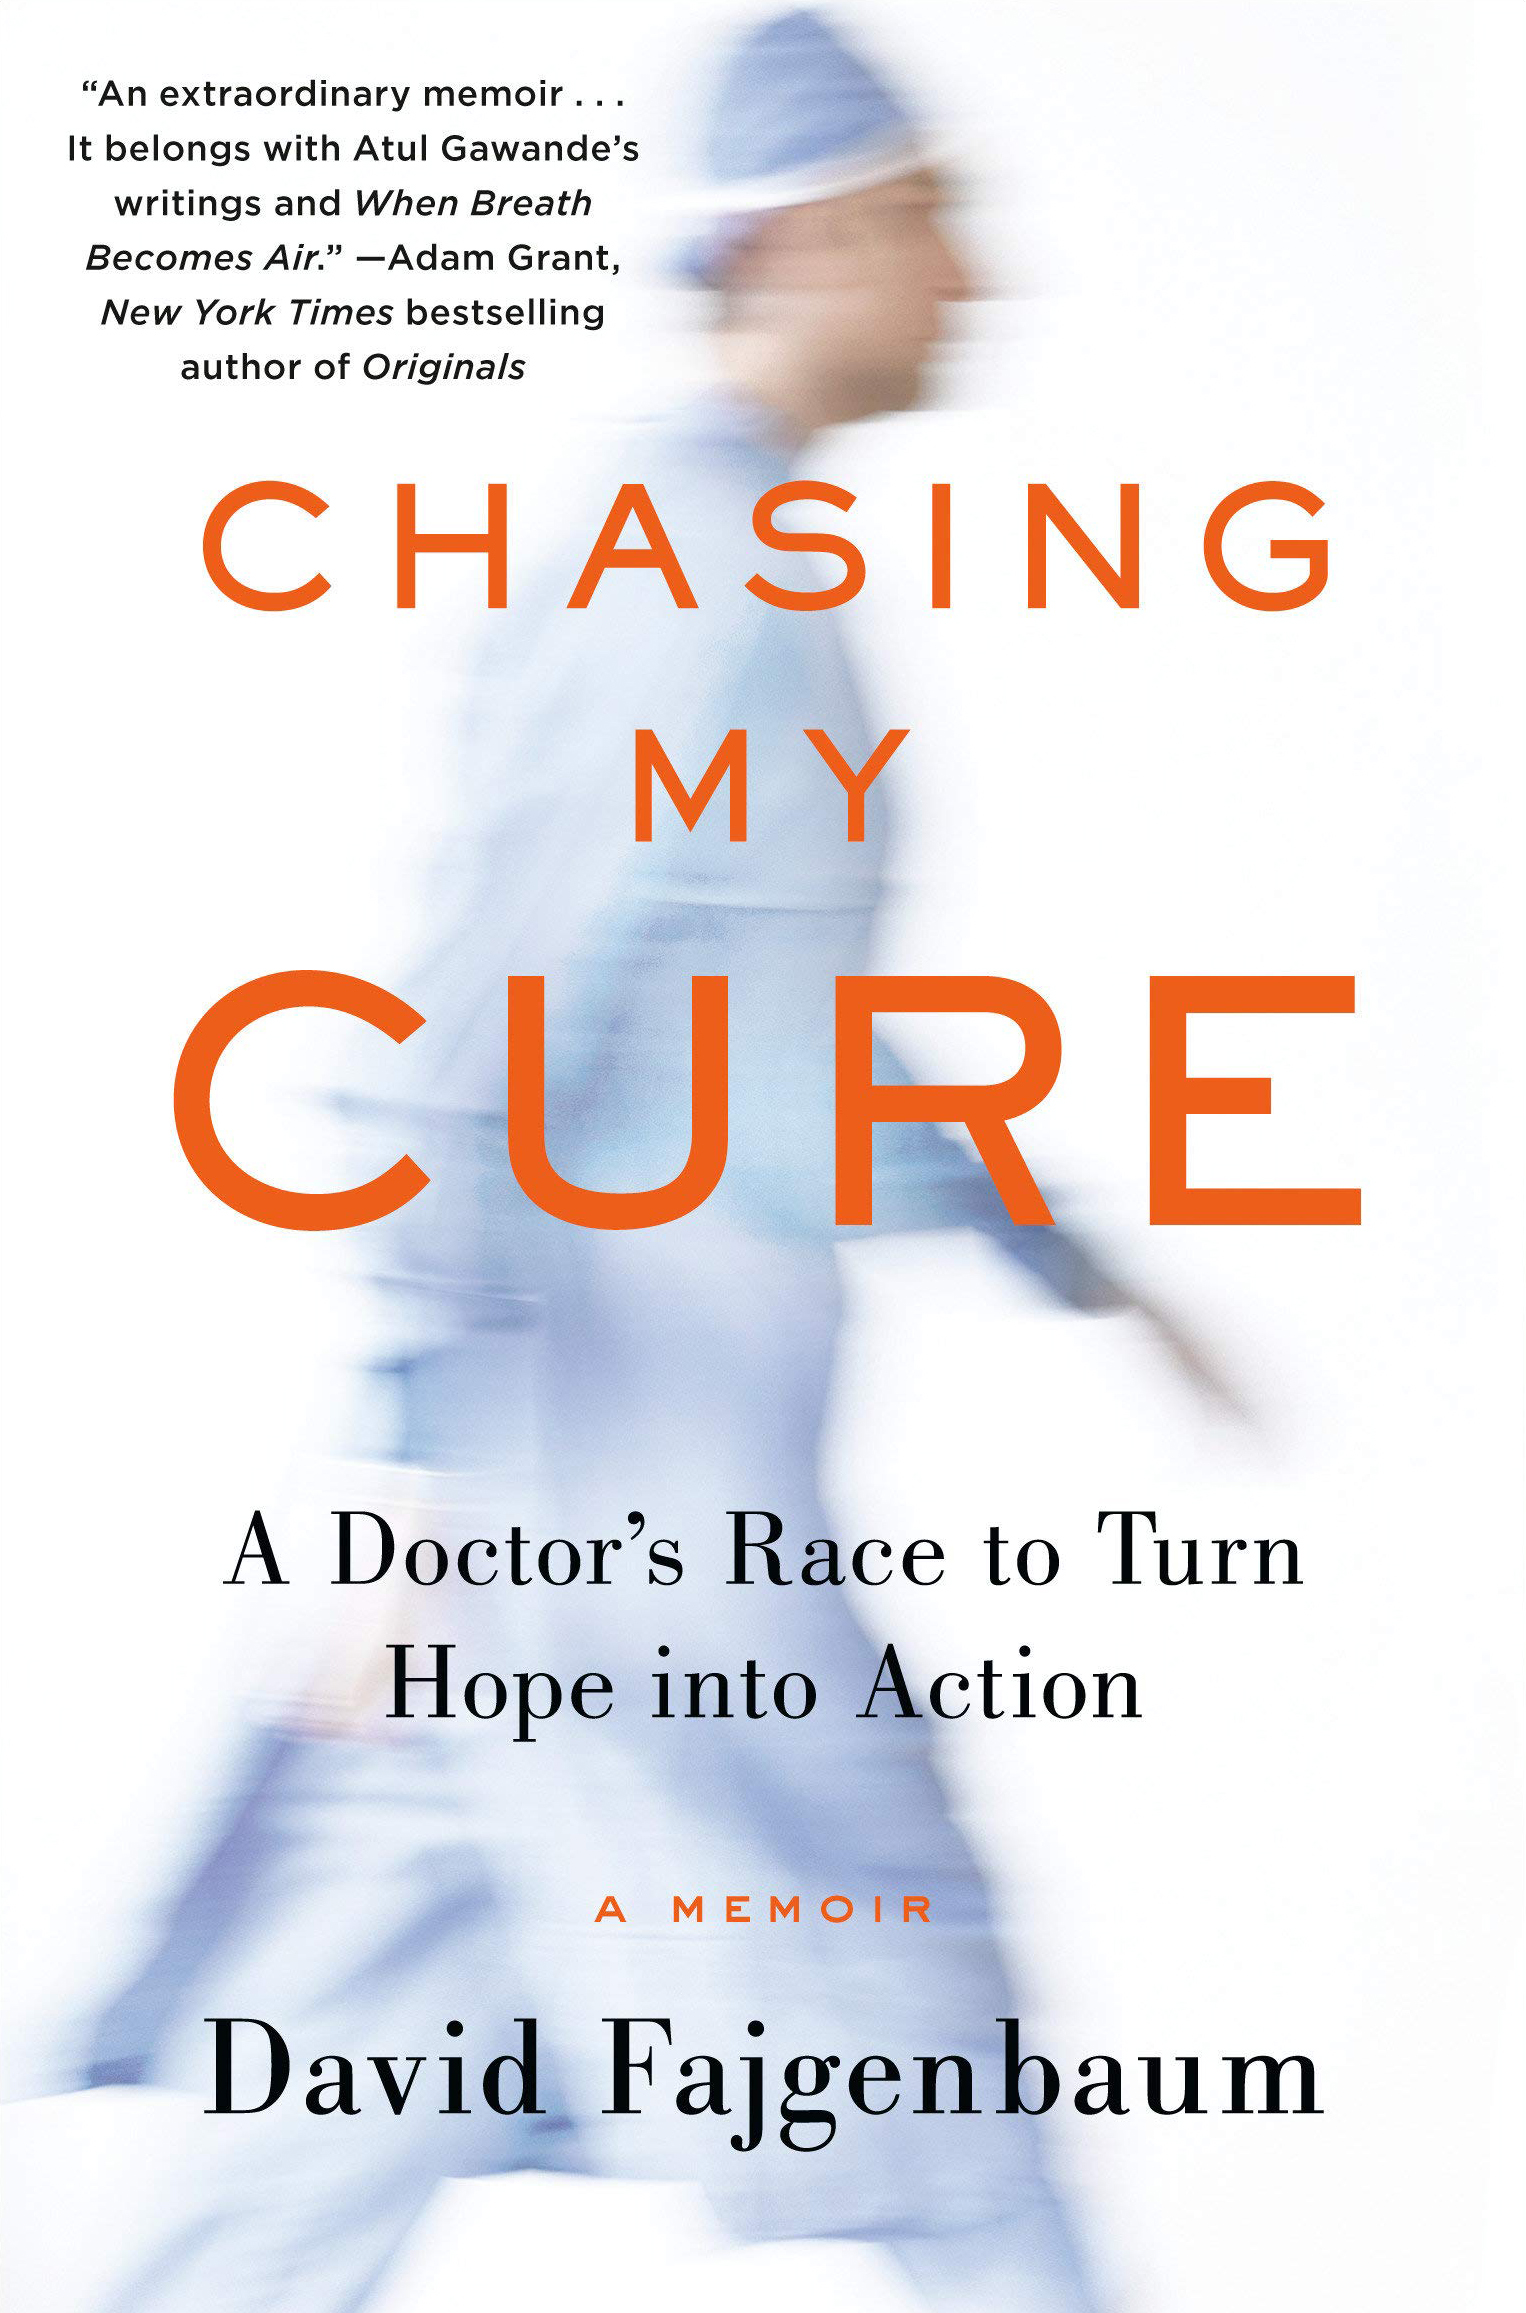 “An extraordinary memoir . . .
It belongs with Atul Gawande’s
writings and When Breath
Becomes Air.” —Adam Grant,
New York Times bestselling
author of Originals
CHASING
MY
CURE
A Doctor’s Race to Turn
Hope into Action
A MEMOIR
David Fajgenbaum